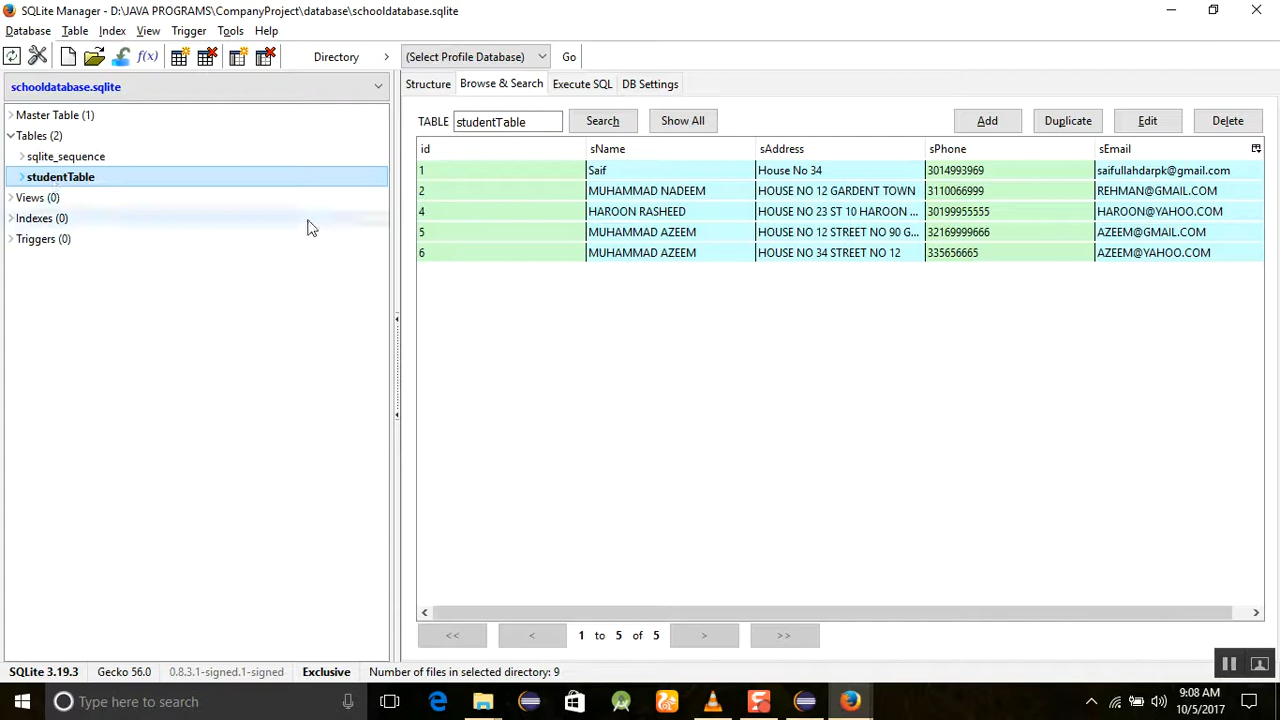 SQLite Manager - D:\JAVA PROGRAMS\CompanyProject\database\schooldatabase.sqlite
Database Table Index View Trigger Tools Help
f(x) Directory > (Select Profile Database) Go
schooldatabase.sqlite
Master Table (1)
Tables (2)
sqlite_sequence
studentTable
Views (0)
Indexes (0)
Triggers (0)
Structure Browse & Search Execute SQL DB Settings
TABLE studentTable Search Show All Add Duplicate Edit Delete
id sName sAddress sPhone sEmail
1 Saif House No 34 3014993969 saifullahdarpk@gmail.com
2 MUHAMMAD NADEEM HOUSE NO 12 GARDENT TOWN 3110066999 REHMAN@GMAIL.COM
4 HAROON RASHEED HOUSE NO 23 ST 10 HAROON ... 30199955555 HAROON@YAHOO.COM
5 MUHAMMAD AZEEM HOUSE NO 12 STREET NO 90 G... 32169999666 AZEEM@GMAIL.COM
6 MUHAMMAD AZEEM HOUSE NO 34 STREET NO 12 335656665 AZEEM@YAHOO.COM
<< < 1 to 5 of 5 > >>
SQLite 3.19.3 Gecko 56.0 0.8.3.1-signed.1-signed Exclusive Number of files in selected directory: 9
Type here to search
9:08 AM
10/5/2017